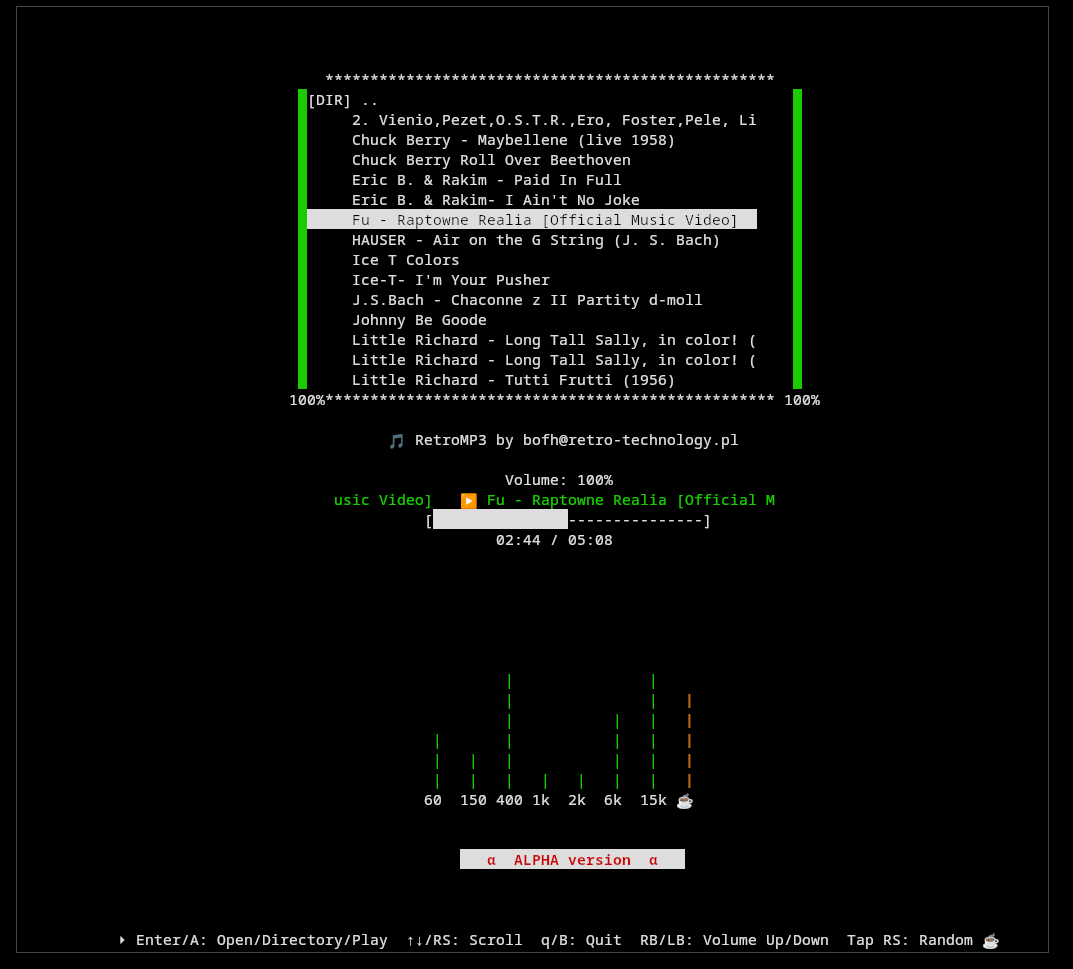 **************************************************
[DIR] ..
2. Vienio,Pezet,O.S.T.R.,Ero, Foster,Pele, Li
Chuck Berry - Maybellene (live 1958)
Chuck Berry Roll Over Beethoven
Eric B. & Rakim - Paid In Full
Eric B. & Rakim- I Ain't No Joke
Fu - Raptowne Realia [Official Music Video]
HAUSER - Air on the G String (J. S. Bach)
Ice T Colors
Ice-T- I'm Your Pusher
J.S.Bach - Chaconne z II Partity d-moll
Johnny Be Goode
Little Richard - Long Tall Sally, in color! (
Little Richard - Long Tall Sally, in color! (
Little Richard - Tutti Frutti (1956)
100%************************************************** 100%
🎵 RetroMP3 by bofh@retro-technology.pl
Volume: 100%
usic Video]   ▶️ Fu - Raptowne Realia [Official M
[               ---------------]
02:44 / 05:08
60  150 400 1k  2k  6k  15k ☕
α  ALPHA version  α
‣ Enter/A: Open/Directory/Play  ↑↓/RS: Scroll  q/B: Quit  RB/LB: Volume Up/Down  Tap RS: Random ☕